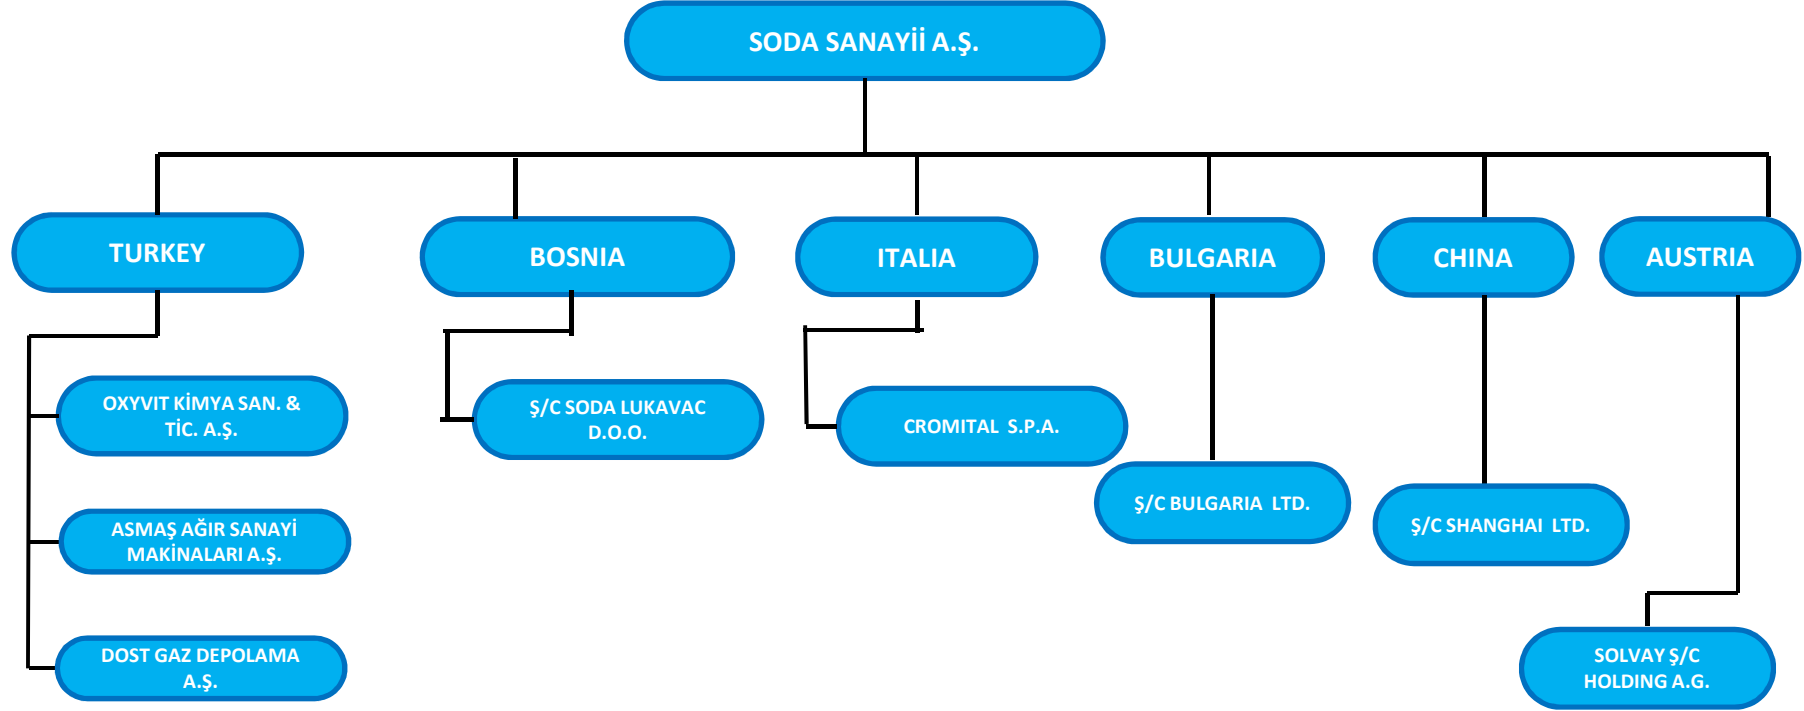 SODA SANAYİİ A.Ş.
TURKEY
BOSNIA
ITALIA
BULGARIA
CHINA
AUSTRIA
OXYVIT KİMYA SAN. &
TİC. A.Ş.
ASMAŞ AĞIR SANAYİ
MAKİNALARI A.Ş.
DOST GAZ DEPOLAMA
A.Ş.
Ş/C SODA LUKAVAC
D.O.O.
CROMITAL S.P.A.
Ş/C BULGARIA LTD.
Ş/C SHANGHAI LTD.
SOLVAY Ş/C
HOLDING A.G.